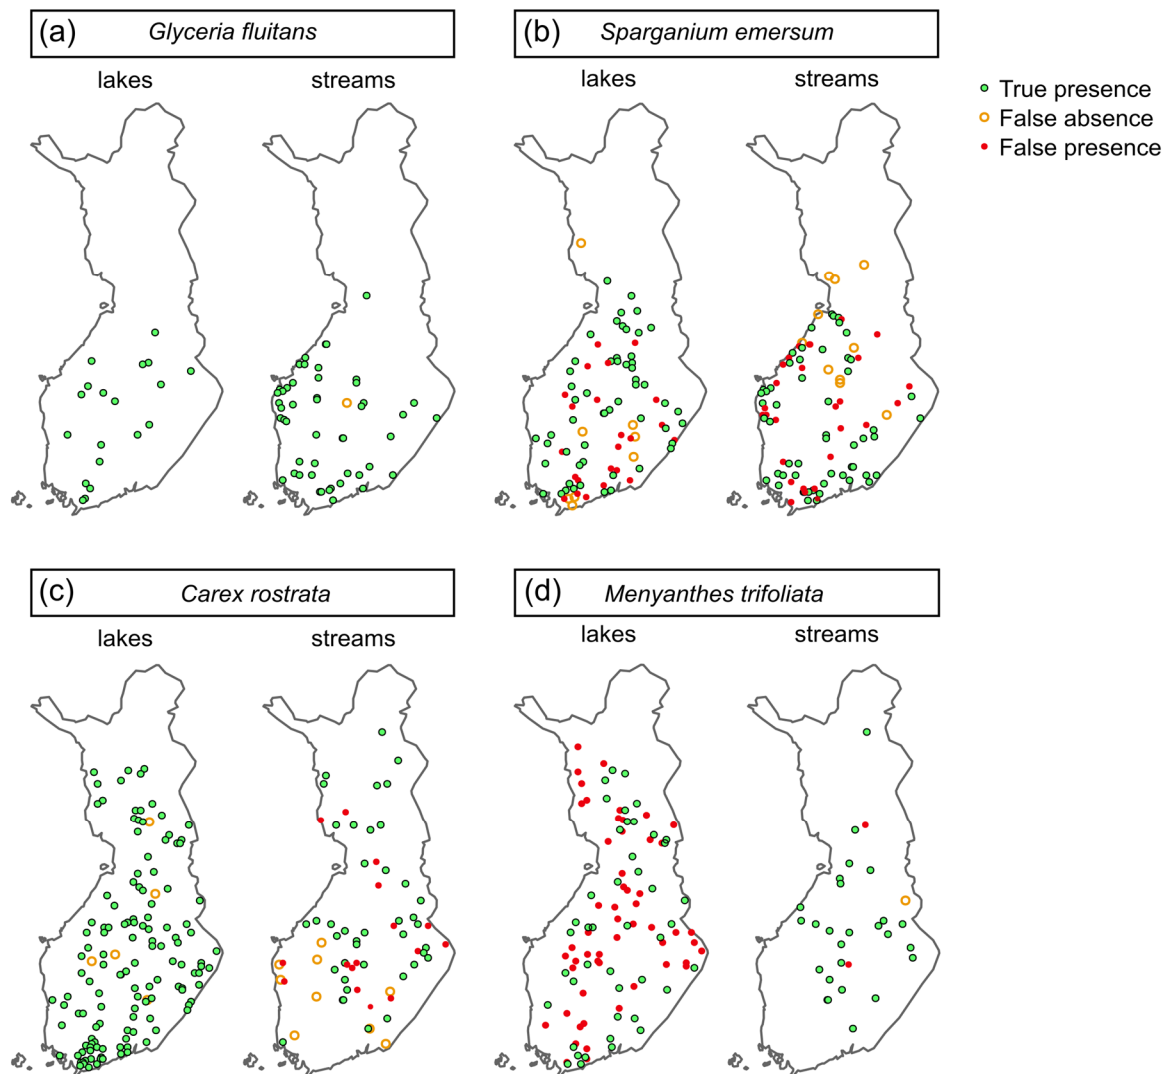 (a) Glyceria fluitans
lakes streams
(b) Sparganium emersum
lakes streams
True presence
False absence
False presence
(c) Carex rostrata
lakes streams
(d) Menyanthes trifoliata
lakes streams